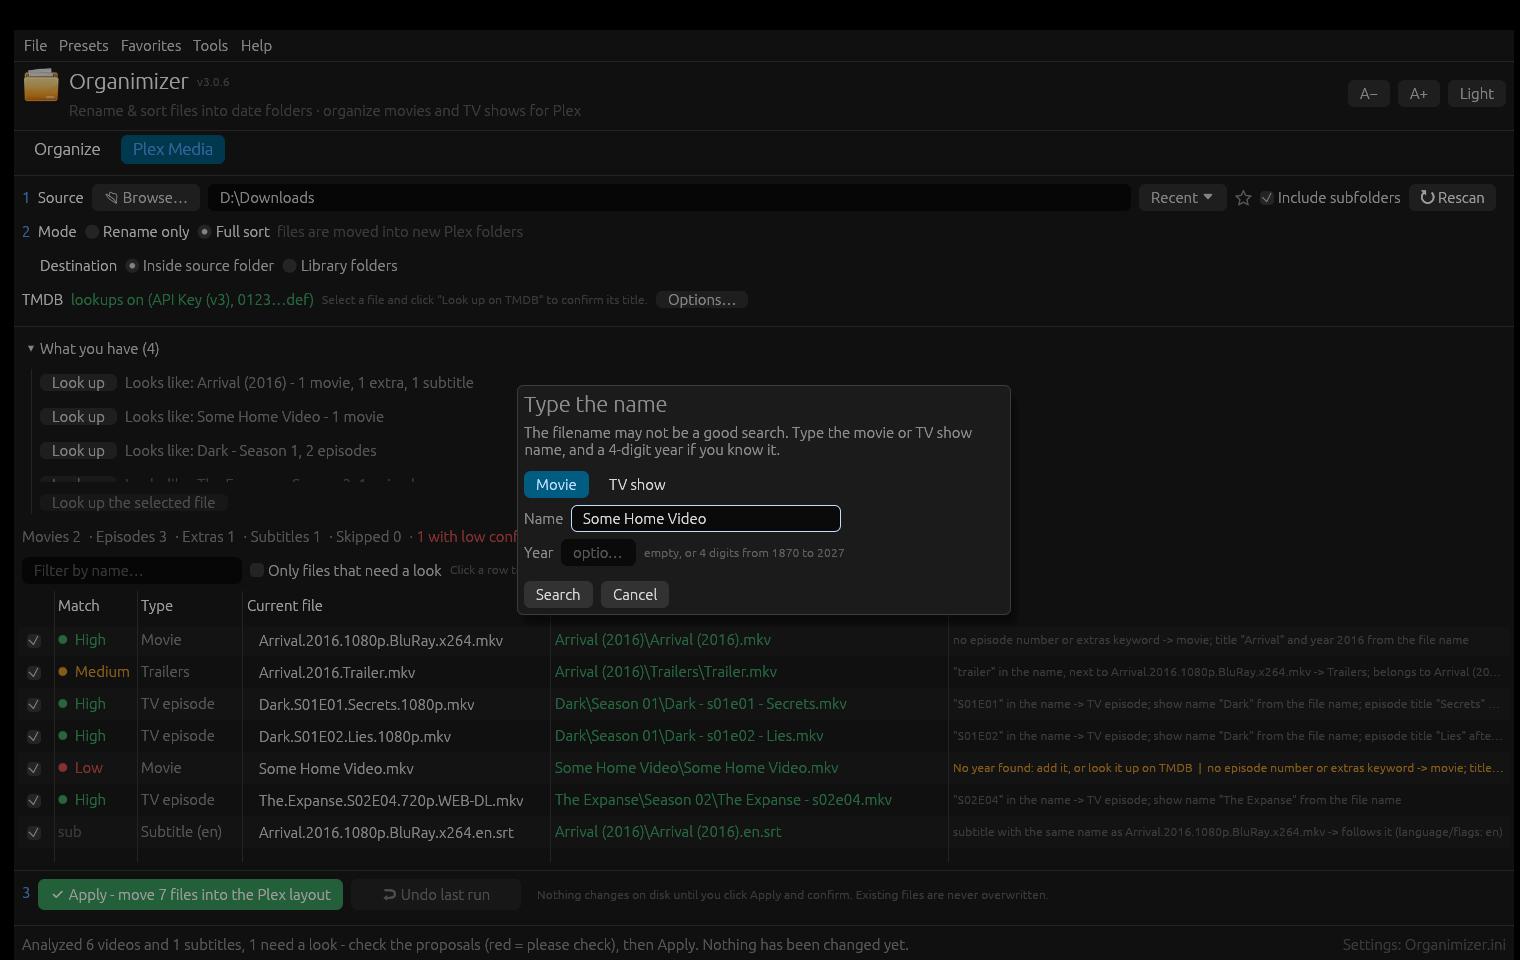 File Presets Favorites Tools Help
Organimizer v3.0.6
Rename & sort files into date folders · organize movies and TV shows for Plex
A− A+ Light
Organize Plex Media
1 Source Browse... D:\Downloads Recent Include subfolders Rescan
2 Mode Rename only Full sort files are moved into new Plex folders
Destination Inside source folder Library folders
TMDB lookups on (API Key (v3), 0123...def) Select a file and click "Look up on TMDB" to confirm its title. Options...
What you have (4)
Look up Looks like: Arrival (2016) - 1 movie, 1 extra, 1 subtitle
Look up Looks like: Some Home Video - 1 movie
Look up Looks like: Dark - Season 1, 2 episodes
Look up the selected file
Movies 2 · Episodes 3 · Extras 1 · Subtitles 1 · Skipped 0 · 1 with low conf
Filter by name... Only files that need a look Click a row
Type the name
The filename may not be a good search. Type the movie or TV show
name, and a 4-digit year if you know it.
Movie TV show
Name Some Home Video
Year optio... empty, or 4 digits from 1870 to 2027
Search Cancel
Match Type Current file
High Movie Arrival.2016.1080p.BluRay.x264.mkv Arrival (2016)\Arrival (2016).mkv no episode number or extras keyword -> movie; title "Arrival" and year 2016 from the file name
Medium Trailers Arrival.2016.Trailer.mkv Arrival (2016)\Trailers\Trailer.mkv "trailer" in the name, next to Arrival.2016.1080p.BluRay.x264.mkv -> Trailers; belongs to Arrival (20...
High TV episode Dark.S01E01.Secrets.1080p.mkv Dark\Season 01\Dark - s01e01 - Secrets.mkv "S01E01" in the name -> TV episode; show name "Dark" from the file name; episode title "Secrets" ...
High TV episode Dark.S01E02.Lies.1080p.mkv Dark\Season 01\Dark - s01e02 - Lies.mkv "S01E02" in the name -> TV episode; show name "Dark" from the file name; episode title "Lies" afte...
Low Movie Some Home Video.mkv Some Home Video\Some Home Video.mkv No year found: add it, or look it up on TMDB | no episode number or extras keyword -> movie; title...
High TV episode The.Expanse.S02E04.720p.WEB-DL.mkv The Expanse\Season 02\The Expanse - s02e04.mkv "S02E04" in the name -> TV episode; show name "The Expanse" from the file name
sub Subtitle (en) Arrival.2016.1080p.BluRay.x264.en.srt Arrival (2016)\Arrival (2016).en.srt subtitle with the same name as Arrival.2016.1080p.BluRay.x264.mkv -> follows it (language/flags: en)
3 Apply - move 7 files into the Plex layout Undo last run Nothing changes on disk until you click Apply and confirm. Existing files are never overwritten.
Analyzed 6 videos and 1 subtitles, 1 need a look - check the proposals (red = please check), then Apply. Nothing has been changed yet. Settings: Organimizer.ini